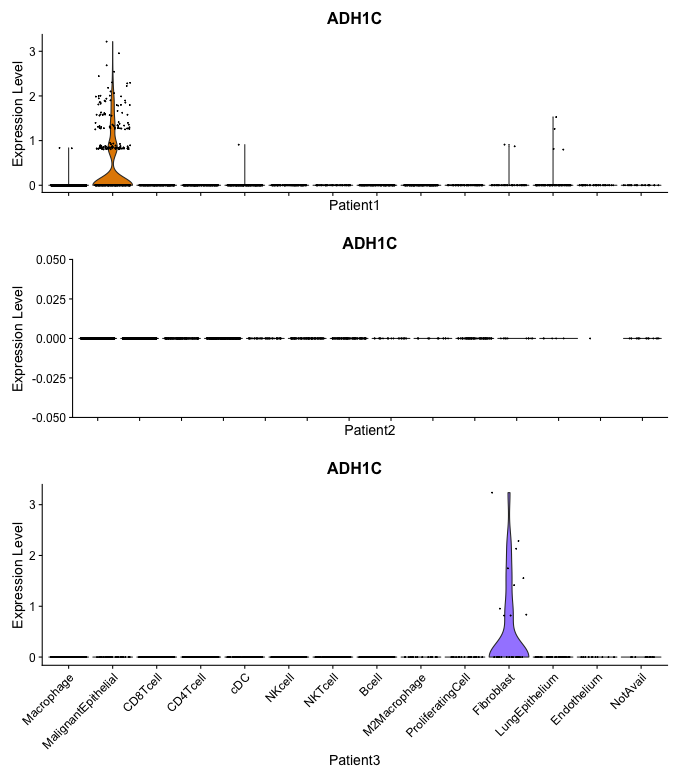 ADH1C
Expression Level
3
2
1
0
Patient1
ADH1C
Expression Level
0.050
0.025
0.000
-0.025
-0.050
Patient2
ADH1C
Expression Level
3
2
1
0
Macrophage
MalignantEpithelial
CD8Tcell
CD4Tcell
cDC
NKcell
NKTcell
Bcell
M2Macrophage
ProliferatingCell
Fibroblast
LungEpithelium
Endothelium
NotAvail
Patient3